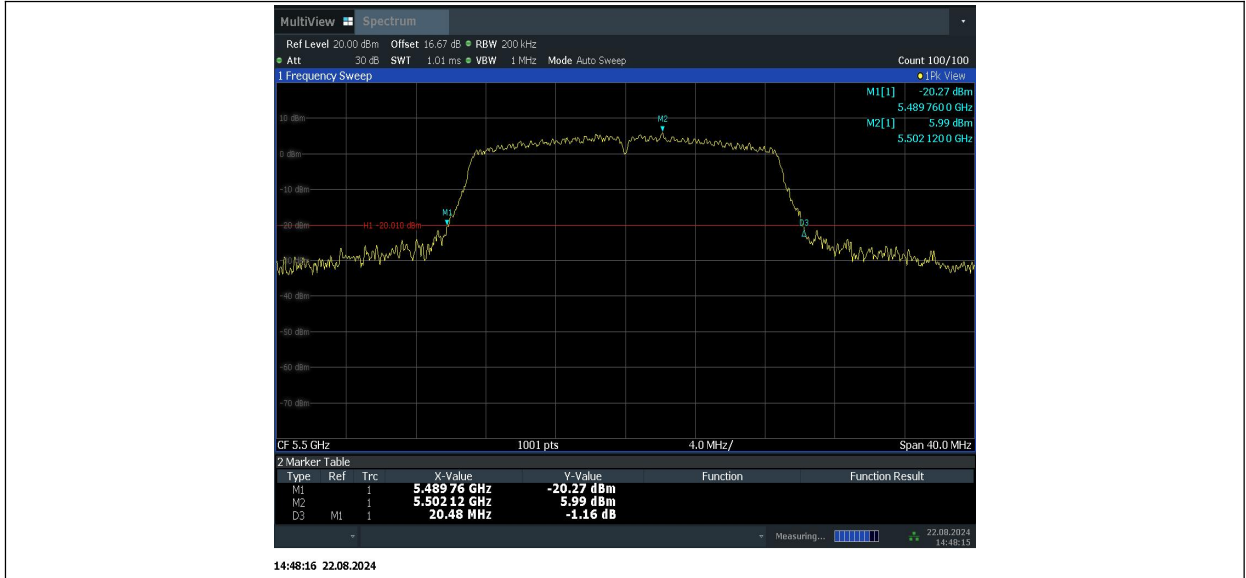 MultiView Spectrum
Ref Level 20.00 dBm Offset 16.67 dB RBW 200 kHz
Att 30 dB SWT 1.01 ms VBW 1 MHz Mode Auto Sweep Count 100/100
1 Frequency Sweep 1Pk View
M1[1] -20.27 dBm
5.489 760 0 GHz
M2[1] 5.99 dBm
5.502 120 0 GHz
M2
10 dBm
0 dBm
-10 dBm
M1
-20 dBm H1 -20.010 dBm D3
-30 dBm
-40 dBm
-50 dBm
-60 dBm
-70 dBm
CF 5.5 GHz 1001 pts 4.0 MHz/ Span 40.0 MHz
2 Marker Table
Type Ref Trc X-Value Y-Value Function Function Result
M1 1 5.489 76 GHz -20.27 dBm
M2 1 5.502 12 GHz 5.99 dBm
D3 M1 1 20.48 MHz -1.16 dB
Measuring... 22.08.2024
14:48:15
14:48:16 22.08.2024